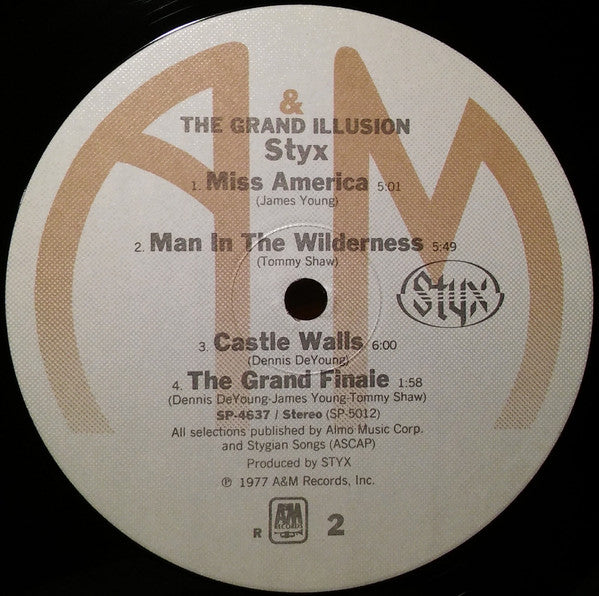 A&M
THE GRAND ILLUSION
Styx
1. Miss America 5:01
(James Young)
2. Man In The Wilderness 5:49
(Tommy Shaw)
Styx
3. Castle Walls 6:00
(Dennis DeYoung)
4. The Grand Finale 1:58
(Dennis DeYoung-James Young-Tommy Shaw)
SP-4637 / Stereo (SP-5012)
All selections published by Almo Music Corp.
and Stygian Songs (ASCAP)
Produced by STYX
℗ 1977 A&M Records, Inc.
R A&M RECORDS 2